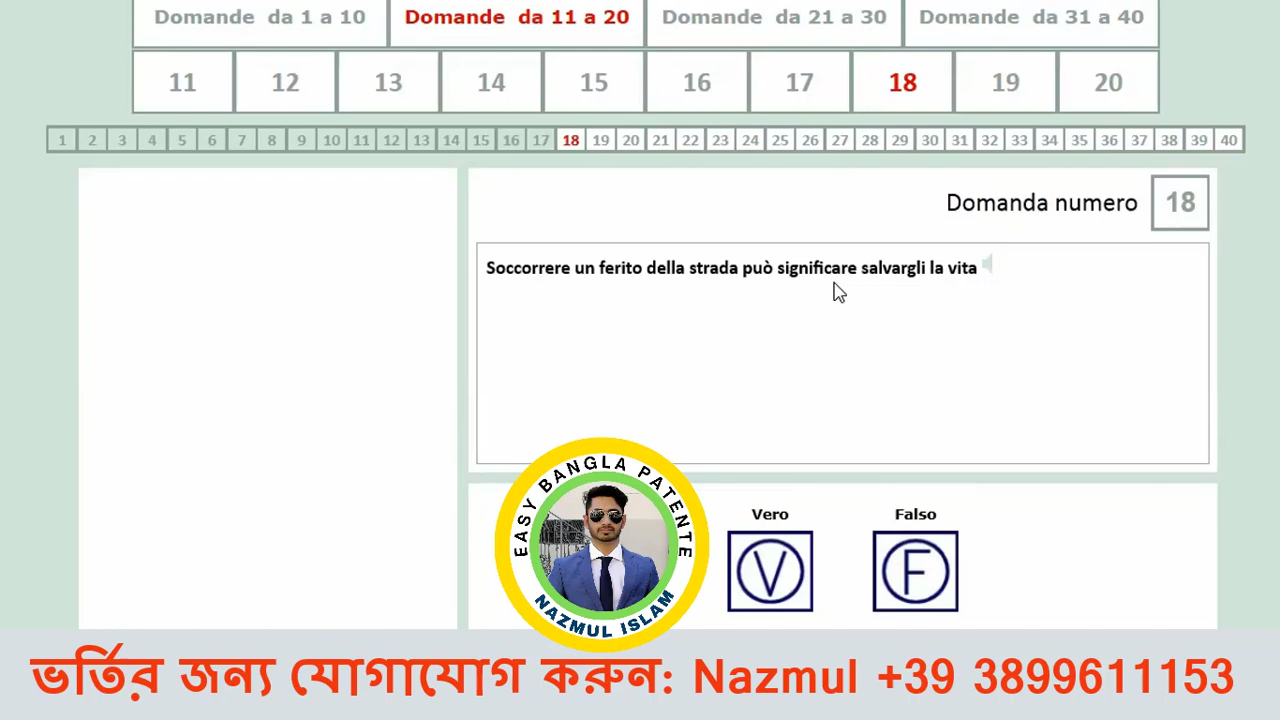 Domande da 1 a 10 Domande da 11 a 20 Domande da 21 a 30 Domande da 31 a 40
11 12 13 14 15 16 17 18 19 20
1 2 3 4 5 6 7 8 9 10 11 12 13 14 15 16 17 18 19 20 21 22 23 24 25 26 27 28 29 30 31 32 33 34 35 36 37 38 39 40
Domanda numero 18
Soccorrere un ferito della strada può significare salvargli la vita
EASY BANGLA PATENTE
NAZMUL ISLAM
Vero Falso
V F
ভর্তির জন্য যোগাযোগ করুন: Nazmul +39 3899611153